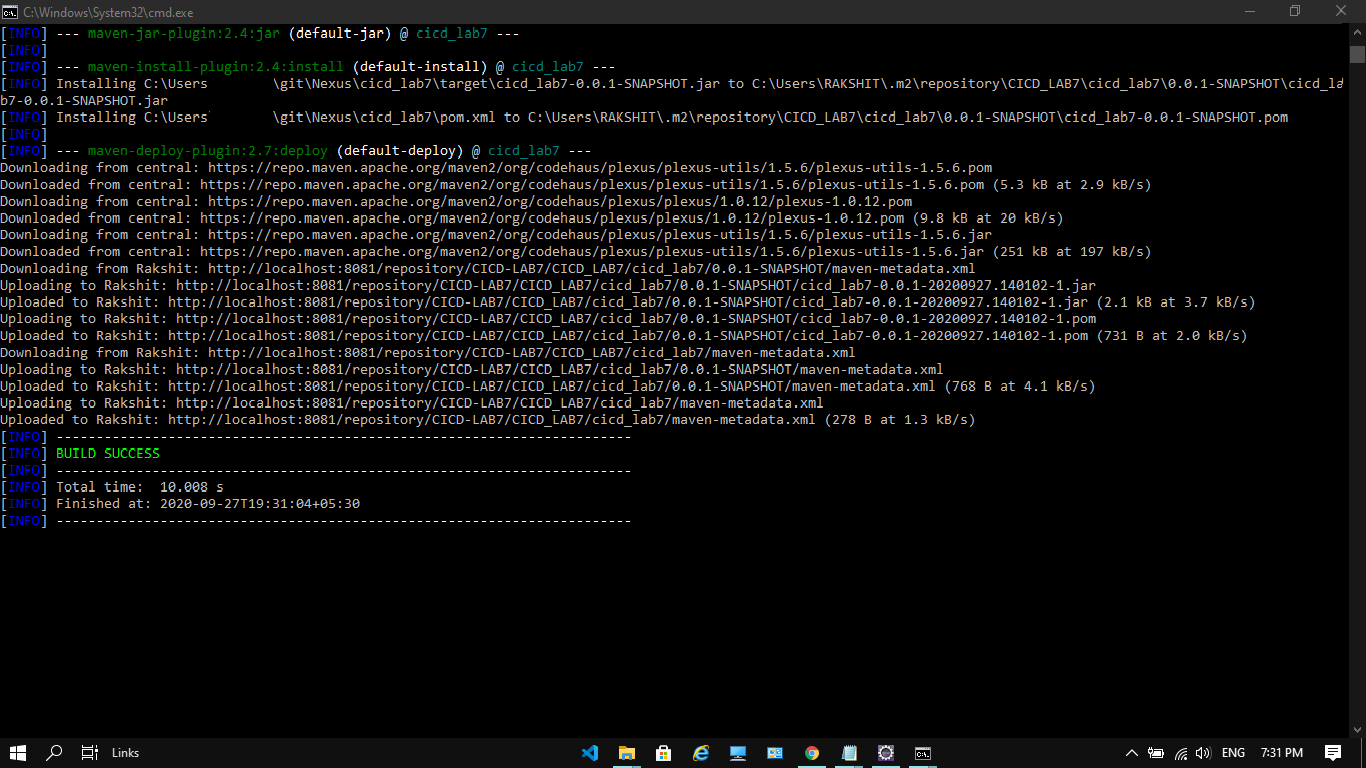 C:\Windows\System32\cmd.exe
[INFO] --- maven-jar-plugin:2.4:jar (default-jar) @ cicd_lab7 ---
[INFO]
[INFO] --- maven-install-plugin:2.4:install (default-install) @ cicd_lab7 ---
[INFO] Installing C:\Users \git\Nexus\cicd_lab7\target\cicd_lab7-0.0.1-SNAPSHOT.jar to C:\Users\RAKSHIT\.m2\repository\CICD_LAB7\cicd_lab7\0.0.1-SNAPSHOT\cicd_la
b7-0.0.1-SNAPSHOT.jar
[INFO] Installing C:\Users \git\Nexus\cicd_lab7\pom.xml to C:\Users\RAKSHIT\.m2\repository\CICD_LAB7\cicd_lab7\0.0.1-SNAPSHOT\cicd_lab7-0.0.1-SNAPSHOT.pom
[INFO]
[INFO] --- maven-deploy-plugin:2.7:deploy (default-deploy) @ cicd_lab7 ---
Downloading from central: https://repo.maven.apache.org/maven2/org/codehaus/plexus/plexus-utils/1.5.6/plexus-utils-1.5.6.pom
Downloaded from central: https://repo.maven.apache.org/maven2/org/codehaus/plexus/plexus-utils/1.5.6/plexus-utils-1.5.6.pom (5.3 kB at 2.9 kB/s)
Downloading from central: https://repo.maven.apache.org/maven2/org/codehaus/plexus/plexus/1.0.12/plexus-1.0.12.pom
Downloaded from central: https://repo.maven.apache.org/maven2/org/codehaus/plexus/plexus/1.0.12/plexus-1.0.12.pom (9.8 kB at 20 kB/s)
Downloading from central: https://repo.maven.apache.org/maven2/org/codehaus/plexus/plexus-utils/1.5.6/plexus-utils-1.5.6.jar
Downloaded from central: https://repo.maven.apache.org/maven2/org/codehaus/plexus/plexus-utils/1.5.6/plexus-utils-1.5.6.jar (251 kB at 197 kB/s)
Downloading from Rakshit: http://localhost:8081/repository/CICD-LAB7/CICD_LAB7/cicd_lab7/0.0.1-SNAPSHOT/maven-metadata.xml
Uploading to Rakshit: http://localhost:8081/repository/CICD-LAB7/CICD_LAB7/cicd_lab7/0.0.1-SNAPSHOT/cicd_lab7-0.0.1-20200927.140102-1.jar
Uploaded to Rakshit: http://localhost:8081/repository/CICD-LAB7/CICD_LAB7/cicd_lab7/0.0.1-SNAPSHOT/cicd_lab7-0.0.1-20200927.140102-1.jar (2.1 kB at 3.7 kB/s)
Uploading to Rakshit: http://localhost:8081/repository/CICD-LAB7/CICD_LAB7/cicd_lab7/0.0.1-SNAPSHOT/cicd_lab7-0.0.1-20200927.140102-1.pom
Uploaded to Rakshit: http://localhost:8081/repository/CICD-LAB7/CICD_LAB7/cicd_lab7/0.0.1-SNAPSHOT/cicd_lab7-0.0.1-20200927.140102-1.pom (731 B at 2.0 kB/s)
Downloading from Rakshit: http://localhost:8081/repository/CICD-LAB7/CICD_LAB7/cicd_lab7/maven-metadata.xml
Uploading to Rakshit: http://localhost:8081/repository/CICD-LAB7/CICD_LAB7/cicd_lab7/0.0.1-SNAPSHOT/maven-metadata.xml
Uploaded to Rakshit: http://localhost:8081/repository/CICD-LAB7/CICD_LAB7/cicd_lab7/0.0.1-SNAPSHOT/maven-metadata.xml (768 B at 4.1 kB/s)
Uploading to Rakshit: http://localhost:8081/repository/CICD-LAB7/CICD_LAB7/cicd_lab7/maven-metadata.xml
Uploaded to Rakshit: http://localhost:8081/repository/CICD-LAB7/CICD_LAB7/cicd_lab7/maven-metadata.xml (278 B at 1.3 kB/s)
[INFO] ------------------------------------------------------------------------
[INFO] BUILD SUCCESS
[INFO] ------------------------------------------------------------------------
[INFO] Total time:  10.008 s
[INFO] Finished at: 2020-09-27T19:31:04+05:30
[INFO] ------------------------------------------------------------------------
Links ENG 7:31 PM